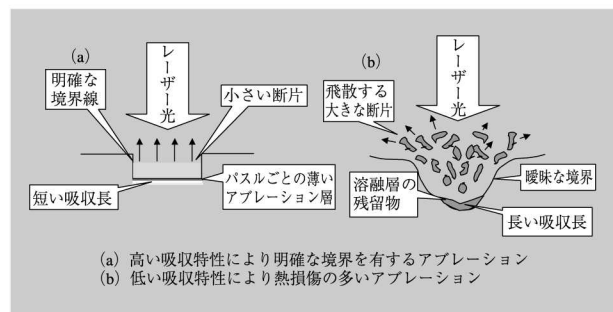 (a)
レーザー光
明確な
境界線
小さい断片
短い吸収長
パスルごとの薄い
アブレーション層
(b)
レーザー光
飛散する
大きな断片
溶融層の
残留物
曖昧な境界
長い吸収長
(a) 高い吸収特性により明確な境界を有するアブレーション
(b) 低い吸収特性により熱損傷の多いアブレーション